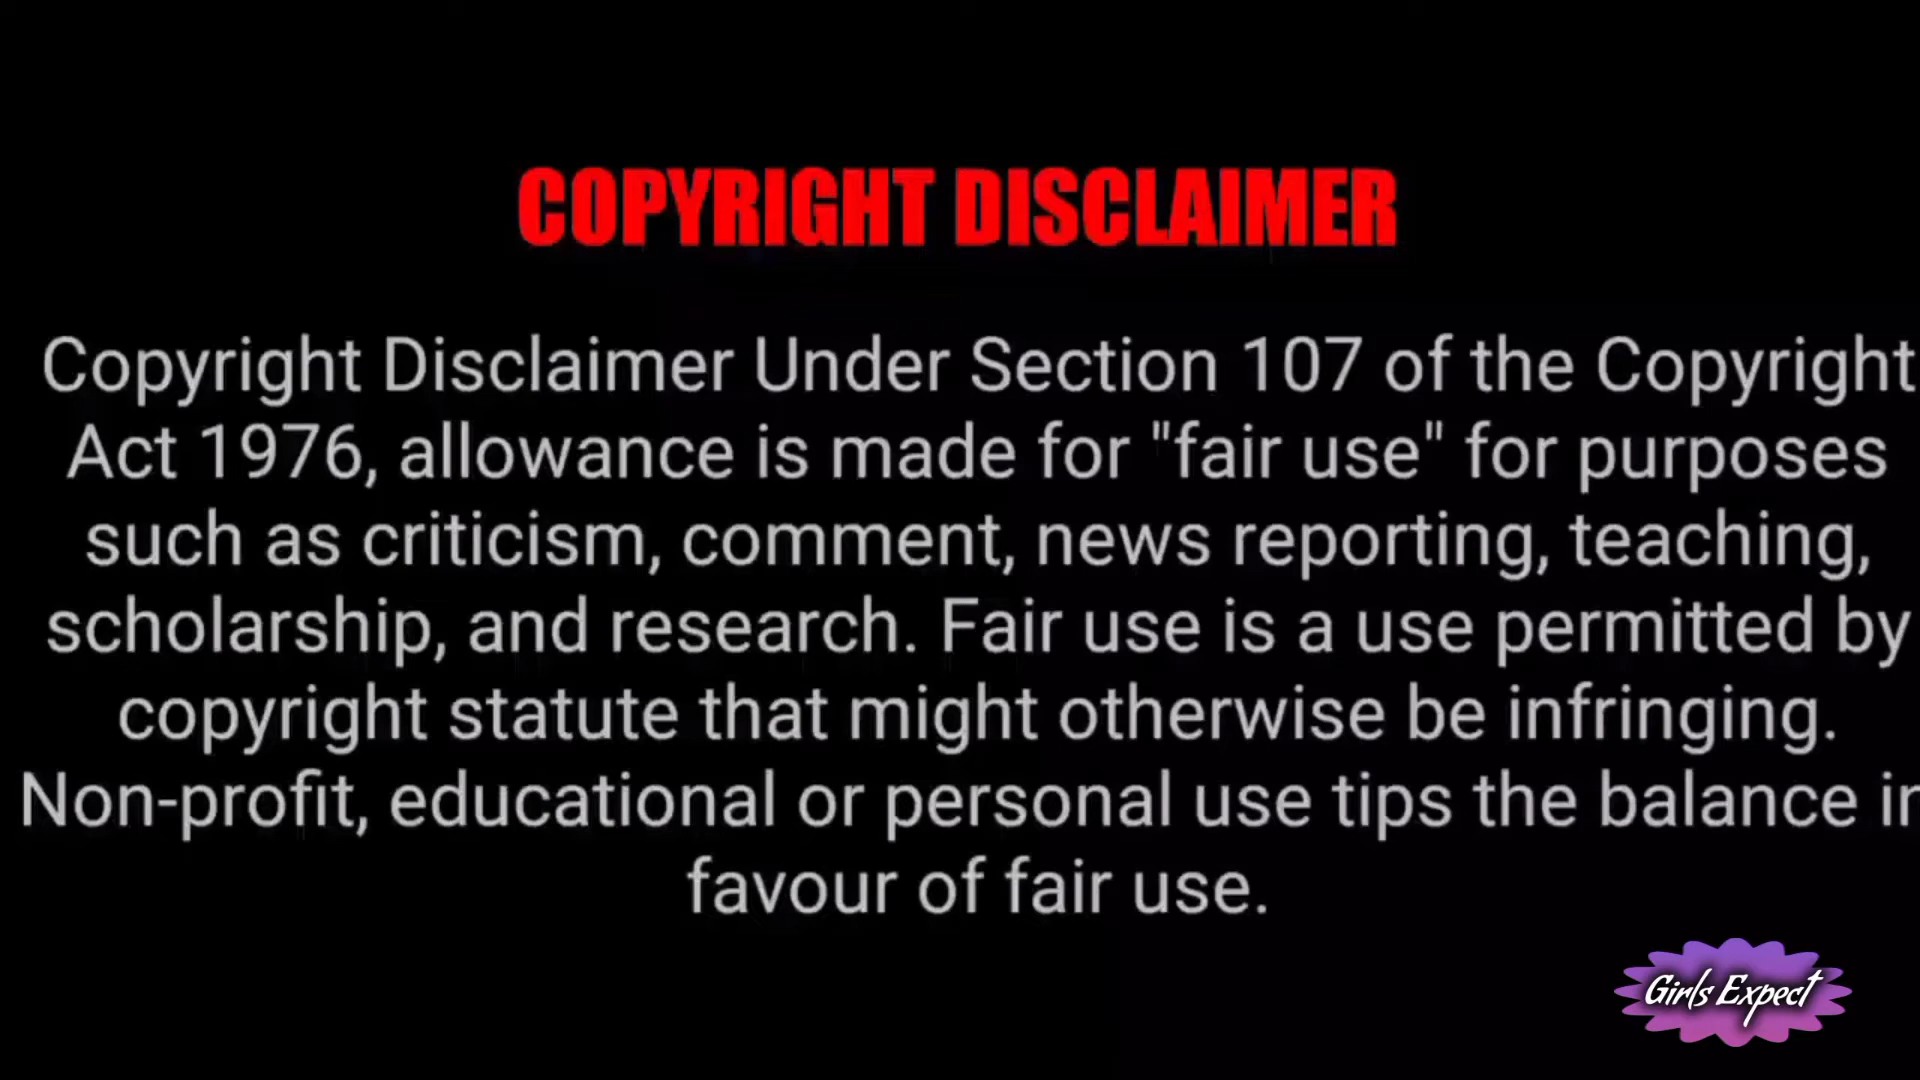 COPYRIGHT DISCLAIMER
Copyright Disclaimer Under Section 107 of the Copyright
Act 1976, allowance is made for "fair use" for purposes
such as criticism, comment, news reporting, teaching,
scholarship, and research. Fair use is a use permitted by
copyright statute that might otherwise be infringing.
Non-profit, educational or personal use tips the balance in
favour of fair use.
Girls Expect